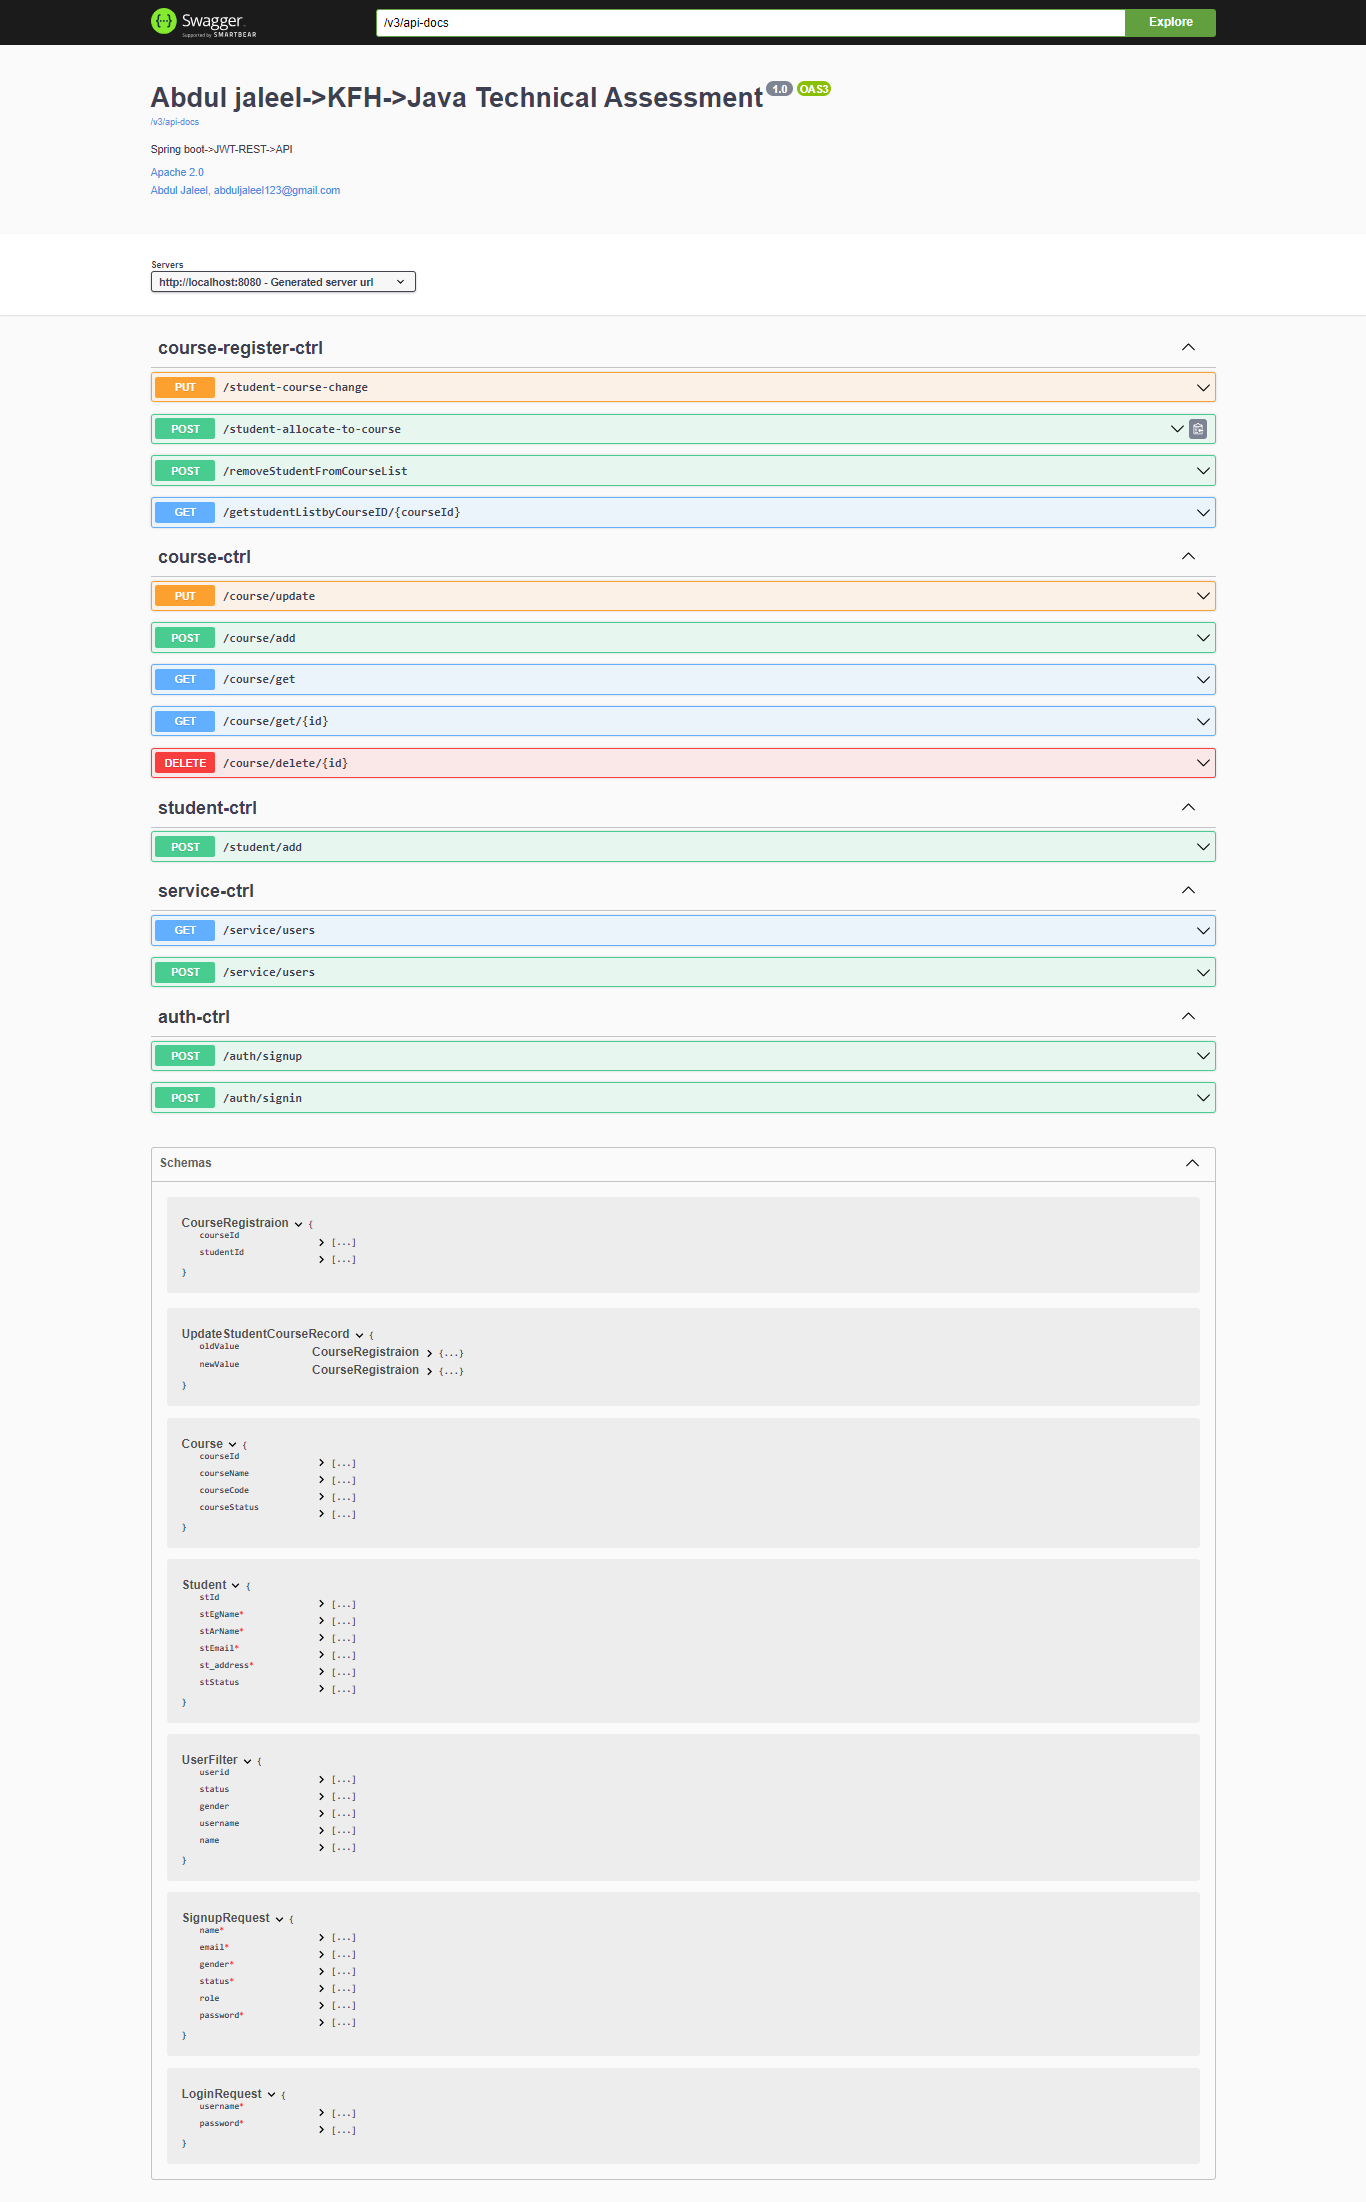 Swagger
Supported by SMARTBEAR
/v3/api-docs
Explore
Abdul jaleel->KFH->Java Technical Assessment 1.0 OAS3
/v3/api-docs
Spring boot->JWT-REST->API
Apache 2.0
Abdul Jaleel, abduljaleel123@gmail.com
Servers
http://localhost:8080 - Generated server url
course-register-ctrl
PUT /student-course-change
POST /student-allocate-to-course
POST /removeStudentFromCourseList
GET /getstudentListbyCourseID/{courseId}
course-ctrl
PUT /course/update
POST /course/add
GET /course/get
GET /course/get/{id}
DELETE /course/delete/{id}
student-ctrl
POST /student/add
service-ctrl
GET /service/users
POST /service/users
auth-ctrl
POST /auth/signup
POST /auth/signin
Schemas
CourseRegistraion {
courseId [...]
studentId [...]
}
UpdateStudentCourseRecord {
oldValue CourseRegistraion {...}
newValue CourseRegistraion {...}
}
Course {
courseId [...]
courseName [...]
courseCode [...]
courseStatus [...]
}
Student {
stId [...]
stEgName* [...]
stArName* [...]
stEmail* [...]
st_address* [...]
stStatus [...]
}
UserFilter {
userid [...]
status [...]
gender [...]
username [...]
name [...]
}
SignupRequest {
name* [...]
email* [...]
gender* [...]
status* [...]
role [...]
password* [...]
}
LoginRequest {
username* [...]
password* [...]
}